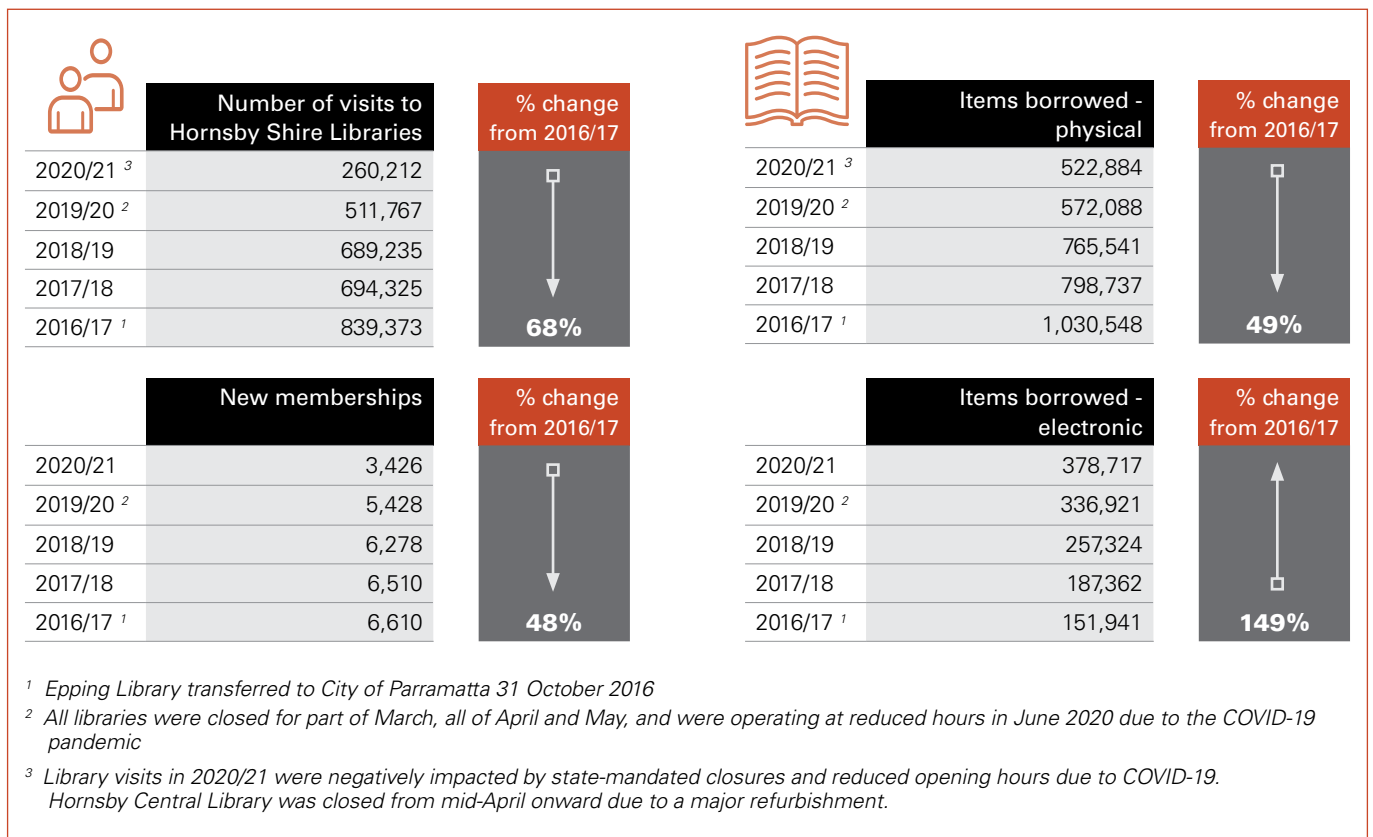 Number of visits to
Hornsby Shire Libraries
% change
from 2016/17
2020/21 3 260,212
2019/20 2 511,767
2018/19 689,235
2017/18 694,325
2016/17 1 839,373
68%
Items borrowed -
physical
% change
from 2016/17
2020/21 3 522,884
2019/20 2 572,088
2018/19 765,541
2017/18 798,737
2016/17 1 1,030,548
49%
New memberships
% change
from 2016/17
2020/21 3,426
2019/20 2 5,428
2018/19 6,278
2017/18 6,510
2016/17 1 6,610
48%
Items borrowed -
electronic
% change
from 2016/17
2020/21 378,717
2019/20 2 336,921
2018/19 257,324
2017/18 187,362
2016/17 1 151,941
149%
1 Epping Library transferred to City of Parramatta 31 October 2016
2 All libraries were closed for part of March, all of April and May, and were operating at reduced hours in June 2020 due to the COVID-19
pandemic
3 Library visits in 2020/21 were negatively impacted by state-mandated closures and reduced opening hours due to COVID-19.
Hornsby Central Library was closed from mid-April onward due to a major refurbishment.